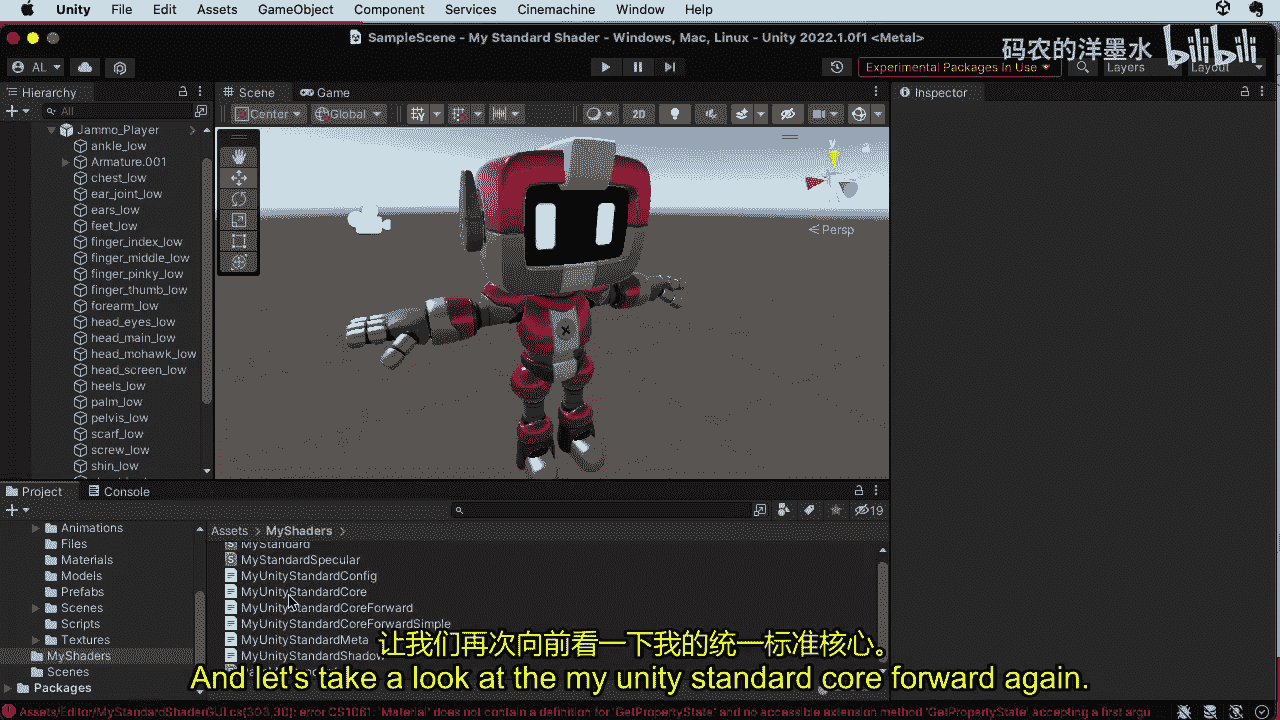 Unity File Edit Assets GameObject Component Services Cinemachine Window Help
SampleScene - My Standard Shader - Windows, Mac, Linux - Unity 2022.1.0f1 <Metal>
码农的洋墨水 bilibili
AL
Experimental Packages In Use
Layers
Layout
Hierarchy
Scene
Game
Inspector
All
Center
Global
2D
Jammo_Player
ankle_low
Armature.001
chest_low
ear_joint_low
ears_low
feet_low
finger_index_low
finger_middle_low
finger_pinky_low
finger_thumb_low
forearm_low
head_eyes_low
head_main_low
head_mohawk_low
head_screen_low
heels_low
palm_low
pelvis_low
scarf_low
screw_low
shin_low
y
Persp
Project
Console
19
Animations
Files
Materials
Models
Prefabs
Scenes
Scripts
Textures
MyShaders
Scenes
Packages
Assets > MyShaders >
MyStandard
MyStandardSpecular
MyUnityStandardConfig
MyUnityStandardCore
MyUnityStandardCoreForward
MyUnityStandardCoreForwardSimple
MyUnityStandardMeta
MyUnityStandardShadow
让我们再次向前看一下我的统一标准核心。
And let's take a look at the my unity standard core forward again.
Assets/Editor/MyStandardShaderGUI.cs(303,30): error CS1061: 'Material' does not contain a definition for 'GetPropertyState' and no accessible extension method 'GetPropertyState' accepting a first argu